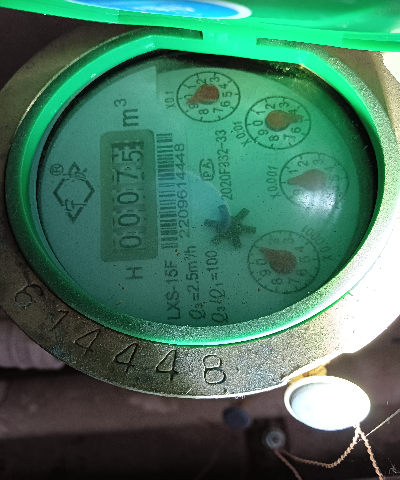 00075 m³
H
2209614448
LXS-15F
Q₃=2.5m³/h
Q₃/Q₁=100
2020F332-33
X0.1
X0.01
X0.001
X0.0001
614448